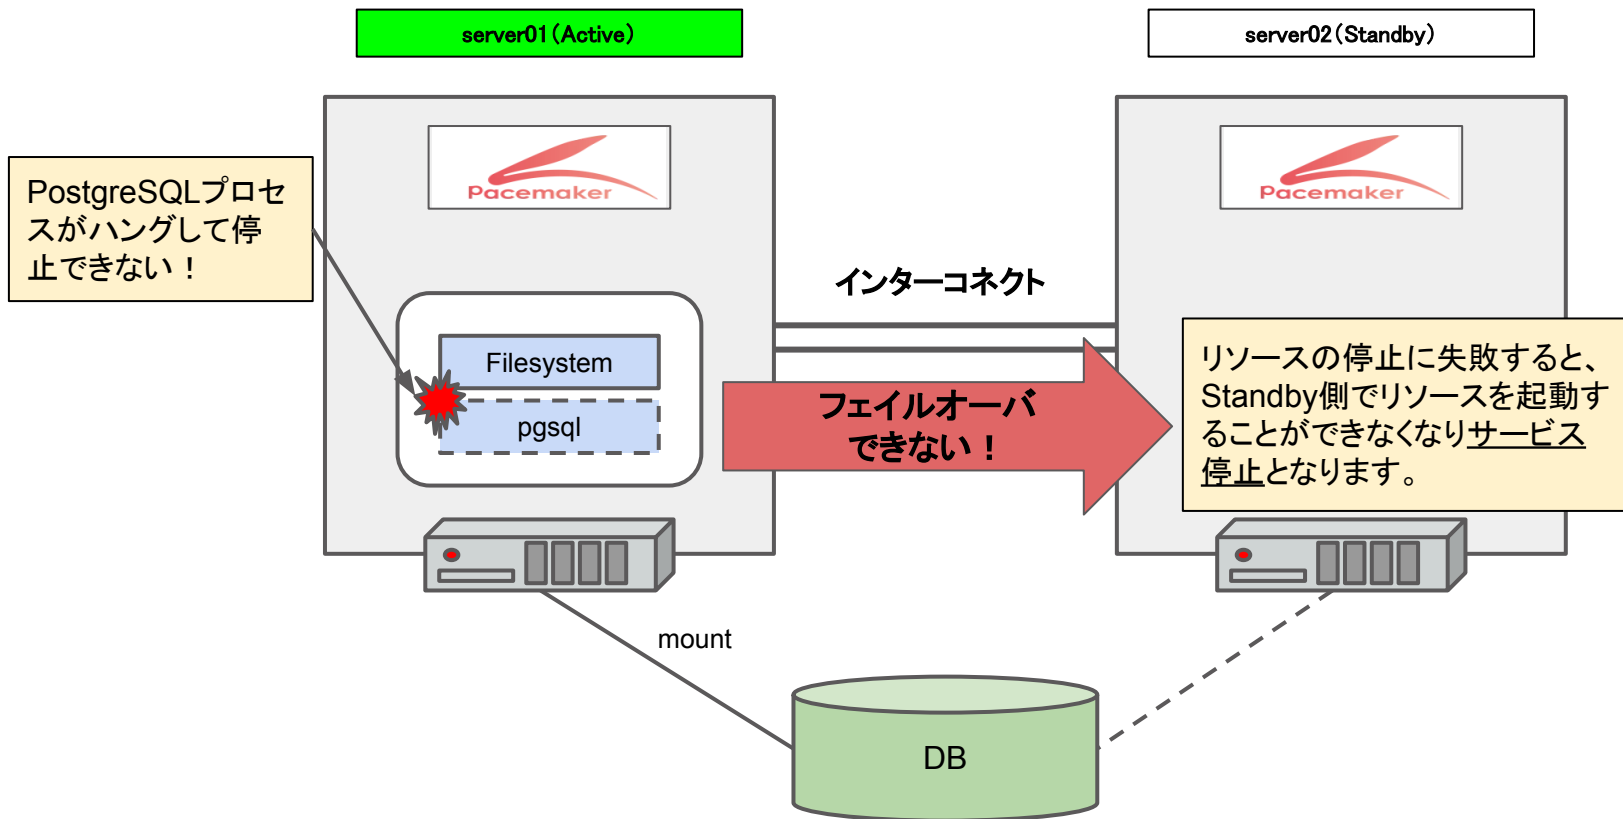 server01(Active)
server02(Standby)
Pacemaker
Pacemaker
PostgreSQLプロセ
スがハングして停
止できない！
インターコネクト
Filesystem
pgsql
フェイルオーバ
できない！
リソースの停止に失敗すると、
Standby側でリソースを起動す
ることができなくなりサービス
停止となります。
mount
DB